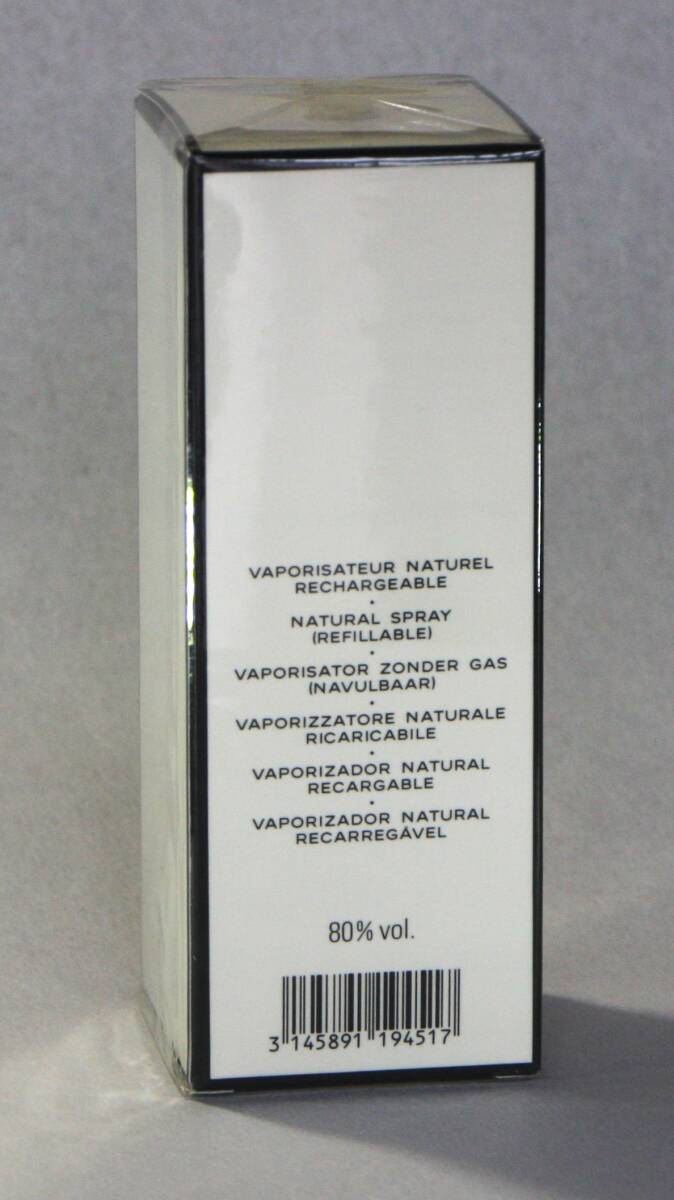 VAPORISATEUR NATUREL
RECHARGEABLE
•
NATURAL SPRAY
(REFILLABLE)
•
VAPORISATOR ZONDER GAS
(NAVULBAAR)
•
VAPORIZZATORE NATURALE
RICARICABILE
•
VAPORIZADOR NATURAL
RECARGABLE
•
VAPORIZADOR NATURAL
RECARREGÁVEL
80% vol.
3 145891 194517